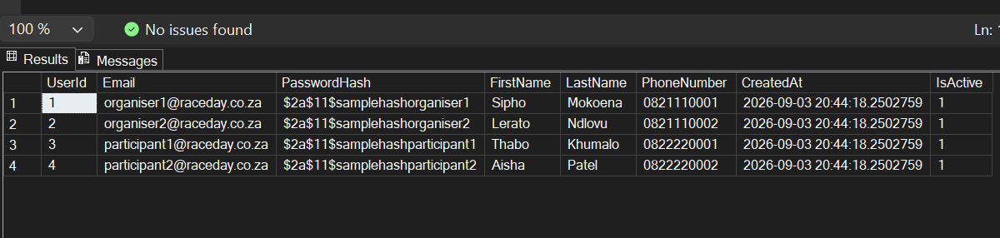 100 % No issues found Ln:
Results Messages
UserId Email PasswordHash FirstName LastName PhoneNumber CreatedAt IsActive
1 1 organiser1@raceday.co.za $2a$11$samplehashorganiser1 Sipho Mokoena 0821110001 2026-09-03 20:44:18.2502759 1
2 2 organiser2@raceday.co.za $2a$11$samplehashorganiser2 Lerato Ndlovu 0821110002 2026-09-03 20:44:18.2502759 1
3 3 participant1@raceday.co.za $2a$11$samplehashparticipant1 Thabo Khumalo 0822220001 2026-09-03 20:44:18.2502759 1
4 4 participant2@raceday.co.za $2a$11$samplehashparticipant2 Aisha Patel 0822220002 2026-09-03 20:44:18.2502759 1